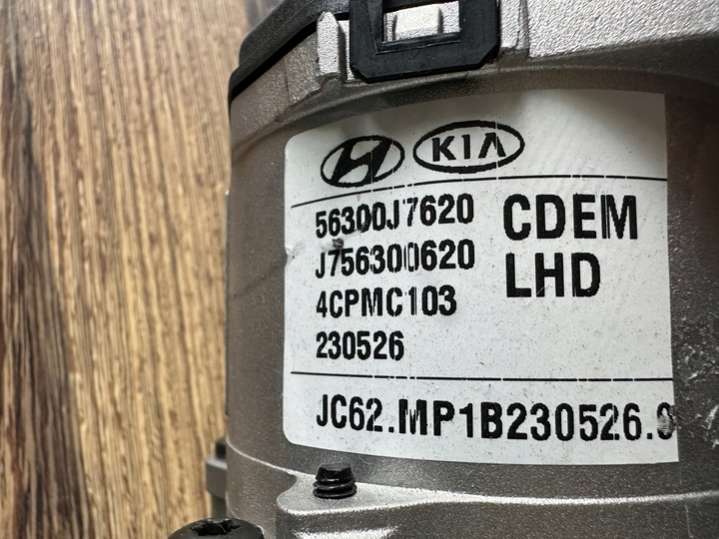 KIA
56300J7620 CDEM
J756300620 LHD
4CPMC103
230526
JC62.MP1B230526.